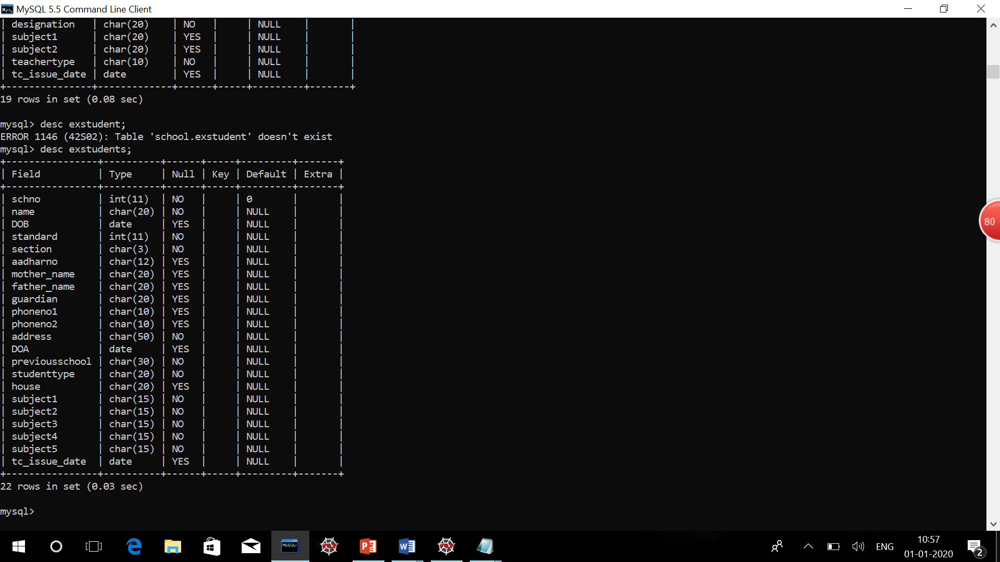 MySQL 5.5 Command Line Client
| designation   | char(20)    | NO   |     | NULL    |       |
| subject1      | char(20)    | YES  |     | NULL    |       |
| subject2      | char(20)    | YES  |     | NULL    |       |
| teachertype   | char(10)    | NO   |     | NULL    |       |
| tc_issue_date | date        | YES  |     | NULL    |       |
+---------------+-------------+------+-----+---------+-------+
19 rows in set (0.08 sec)
mysql> desc exstudent;
ERROR 1146 (42S02): Table 'school.exstudent' doesn't exist
mysql> desc exstudents;
+----------------+----------+------+-----+---------+-------+
| Field          | Type     | Null | Key | Default | Extra |
+----------------+----------+------+-----+---------+-------+
| schno          | int(11)  | NO   |     | 0       |       |
| name           | char(20) | NO   |     | NULL    |       |
| DOB            | date     | YES  |     | NULL    |       |
| standard       | int(11)  | NO   |     | NULL    |       |
| section        | char(3)  | NO   |     | NULL    |       |
| aadharno       | char(12) | YES  |     | NULL    |       |
| mother_name    | char(20) | YES  |     | NULL    |       |
| father_name    | char(20) | YES  |     | NULL    |       |
| guardian       | char(20) | YES  |     | NULL    |       |
| phoneno1       | char(10) | YES  |     | NULL    |       |
| phoneno2       | char(10) | YES  |     | NULL    |       |
| address        | char(50) | NO   |     | NULL    |       |
| DOA            | date     | YES  |     | NULL    |       |
| previousschool | char(30) | NO   |     | NULL    |       |
| studenttype    | char(20) | NO   |     | NULL    |       |
| house          | char(20) | YES  |     | NULL    |       |
| subject1       | char(15) | NO   |     | NULL    |       |
| subject2       | char(15) | NO   |     | NULL    |       |
| subject3       | char(15) | NO   |     | NULL    |       |
| subject4       | char(15) | NO   |     | NULL    |       |
| subject5       | char(15) | NO   |     | NULL    |       |
| tc_issue_date  | date     | YES  |     | NULL    |       |
+----------------+----------+------+-----+---------+-------+
22 rows in set (0.03 sec)
mysql>
80
MySQL
ENG
10:57
01-01-2020
2